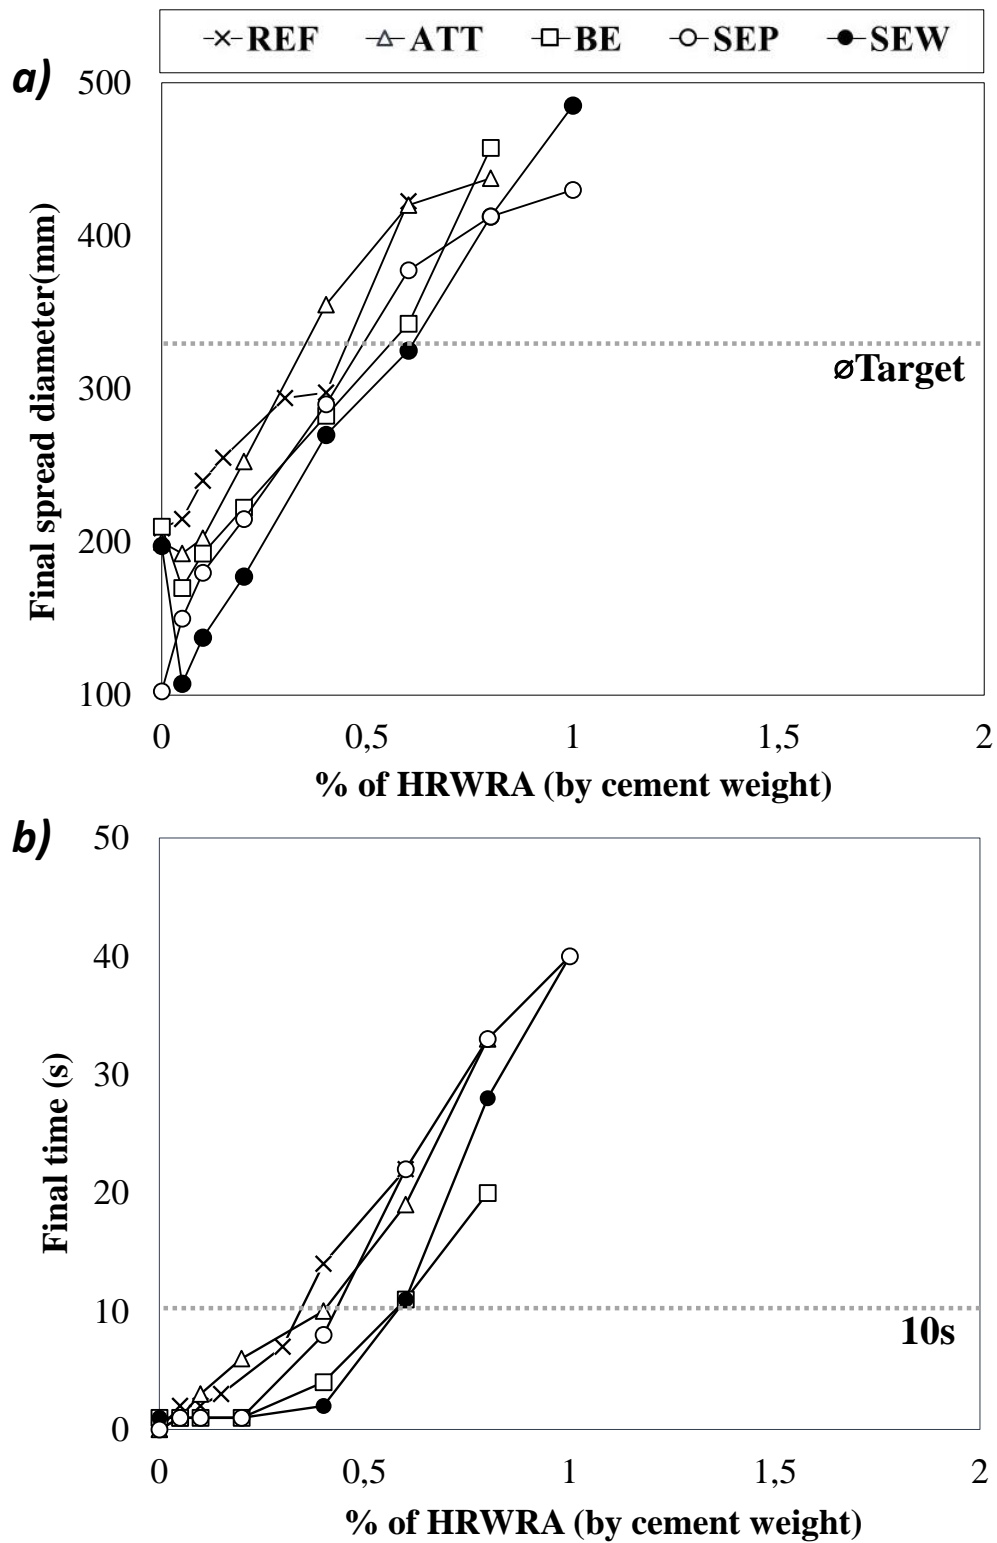 REF ATT BE SEP SEW
a)
500
400
300
200
100
Final spread diameter(mm)
⌀Target
0 0,5 1 1,5 2
% of HRWRA (by cement weight)
b)
50
40
30
20
10
0
Final time (s)
10s
0 0,5 1 1,5 2
% of HRWRA (by cement weight)